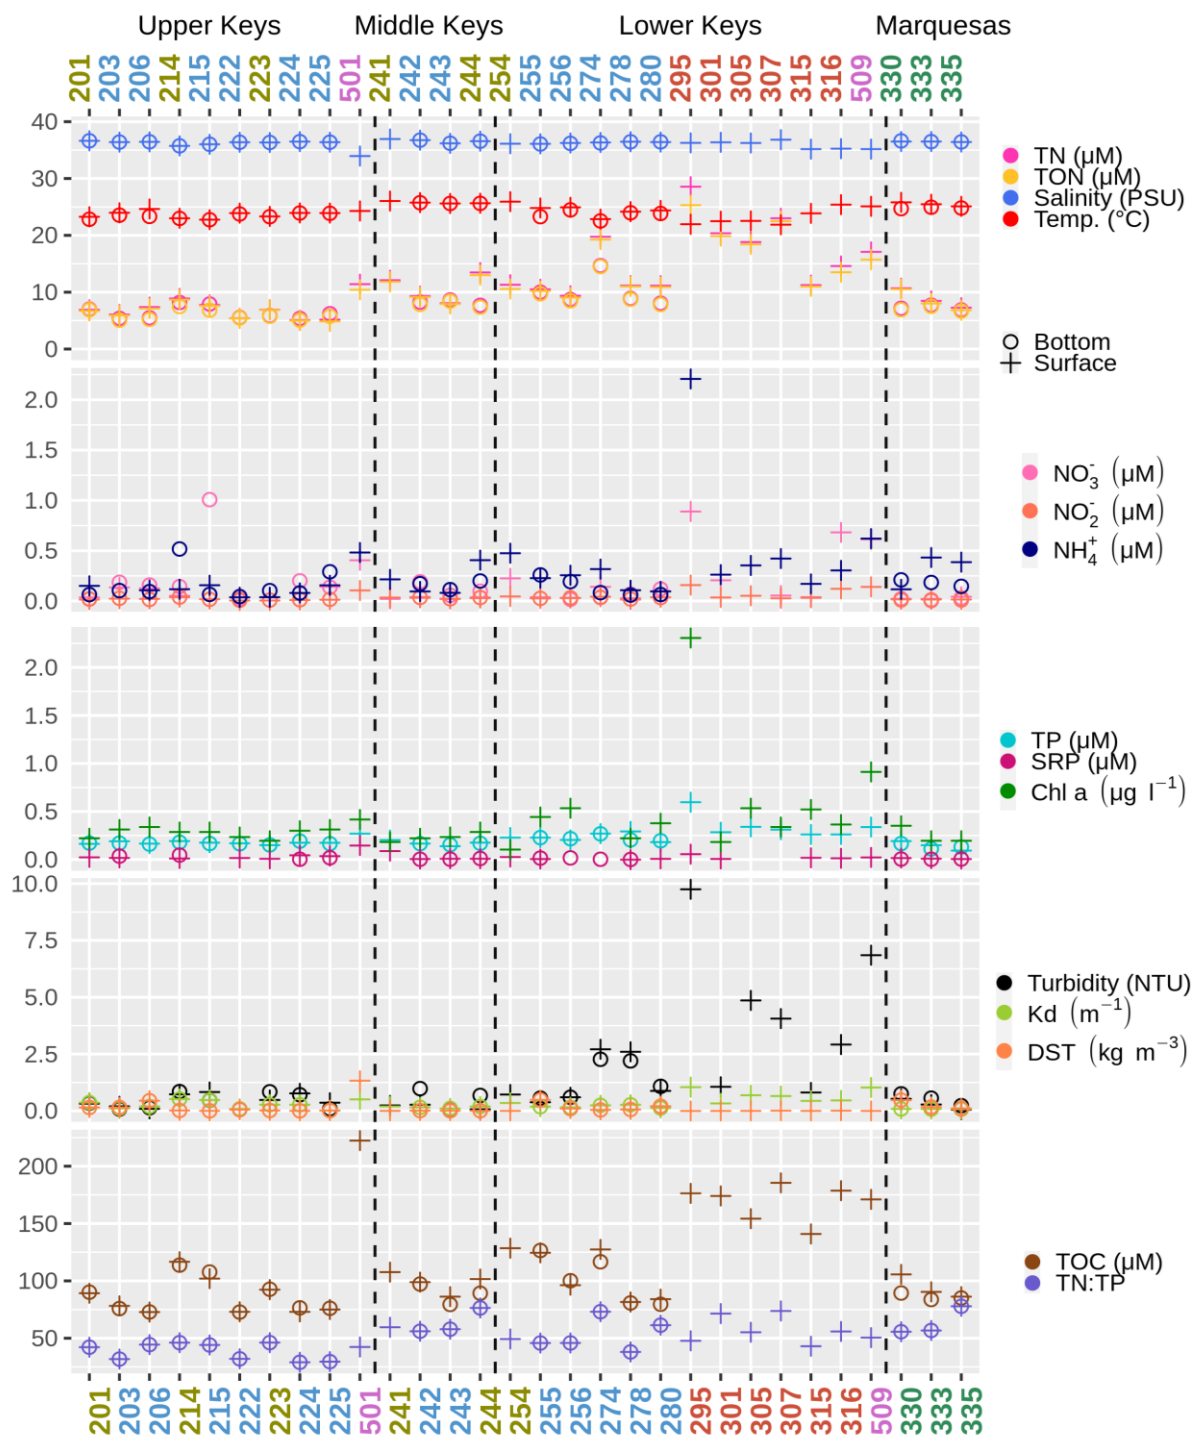 Upper Keys Middle Keys Lower Keys Marquesas
201 203 206 214 215 222 223 224 225 501 241 242 243 244 254 255 256 274 278 280 295 301 305 307 315 316 509 330 333 335
40
30
20
10
0
TN (µM)
TON (µM)
Salinity (PSU)
Temp. (°C)
Bottom
Surface
2.0
1.5
1.0
0.5
0.0
NO₃⁻ (µM)
NO₂⁻ (µM)
NH₄⁺ (µM)
2.0
1.5
1.0
0.5
0.0
TP (µM)
SRP (µM)
Chl a (µg l⁻¹)
10.0
7.5
5.0
2.5
0.0
Turbidity (NTU)
Kd (m⁻¹)
DST (kg m⁻³)
200
150
100
50
TOC (µM)
TN:TP
201 203 206 214 215 222 223 224 225 501 241 242 243 244 254 255 256 274 278 280 295 301 305 307 315 316 509 330 333 335